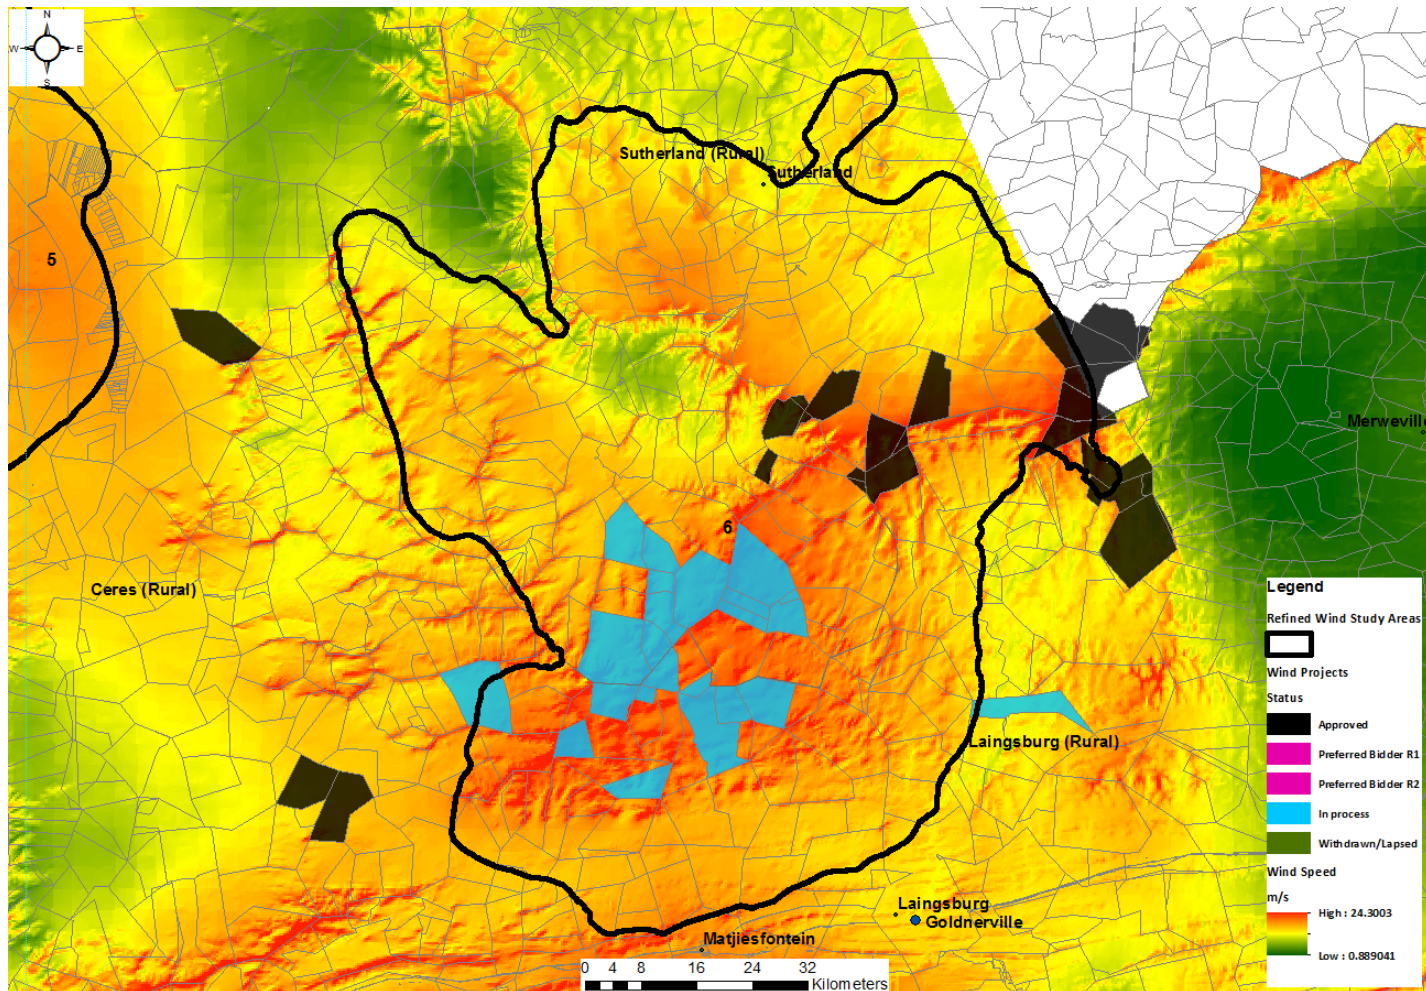 N
W E
S
Sutherland (Rural)
Sutherland
5
Merweville
6
Ceres (Rural)
Laingsburg (Rural)
Laingsburg
Goldnerville
Matjiesfontein
0 4 8 16 24 32
Kilometers
Legend
Refined Wind Study Areas
Wind Projects
Status
Approved
Preferred Bidder R1
Preferred Bidder R2
In process
Withdrawn/Lapsed
Wind Speed
m/s
High : 24.3003
Low : 0.889041